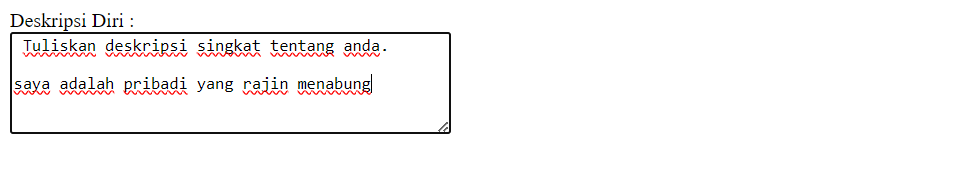 Deskripsi Diri :
Tuliskan deskripsi singkat tentang anda.
saya adalah pribadi yang rajin menabung